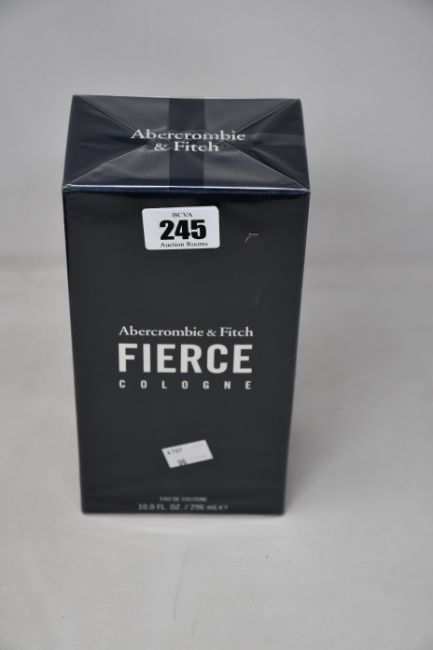 Abercrombie
& Fitch
BCVA
245
Auction Rooms
Abercrombie & Fitch
FIERCE
COLOGNE
EAU DE COLOGNE
10.0 FL. OZ. / 296 mL e